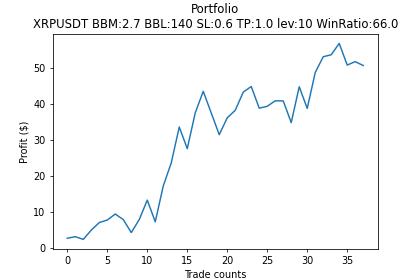 Portfolio
XRPUSDT BBM:2.7 BBL:140 SL:0.6 TP:1.0 lev:10 WinRatio:66.0
50
40
30
20
10
0
Profit ($)
0 5 10 15 20 25 30 35
Trade counts